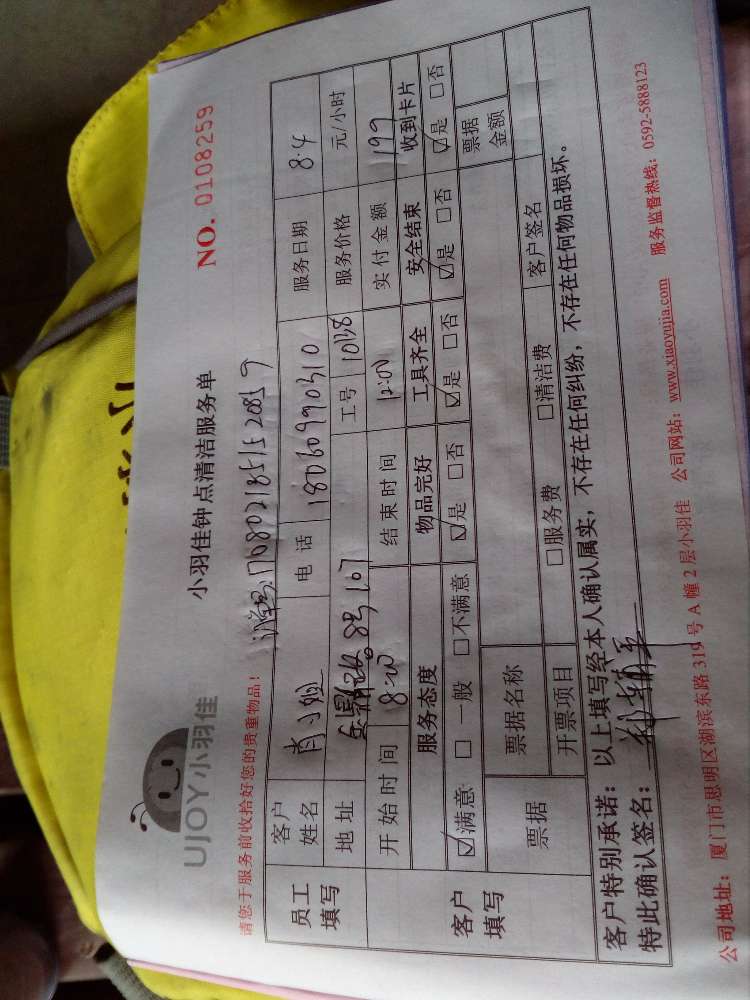 UJOY小羽佳
小羽佳钟点清洁服务单
NO. 0108259
请您于服务前收拾好您的贵重物品！
员工填写
客户姓名 肖小姐 电话 18060990310 服务日期 8.4
地址 8号107 工号 10138 服务价格 元/小时
开始时间 8:00 结束时间 12:00 实付金额 199
客户填写
服务态度 物品完好 工具齐全 安全结束 收到卡片
☑满意 □一般 □不满意 ☑是 □否 ☑是 □否 ☑是 □否 ☑是 □否
票据 票据名称 票据金额
开票项目 □服务费 □清洁费 客户签名
客户特别承诺：以上填写经本人确认属实，不存在任何纠纷，不存在任何物品损坏。
特此确认签名：
公司地址：厦门市思明区湖滨东路 319 号 A 幢 2 层小羽佳 公司网站：www.xiaoyujia.com 服务监督热线：0592-5888123